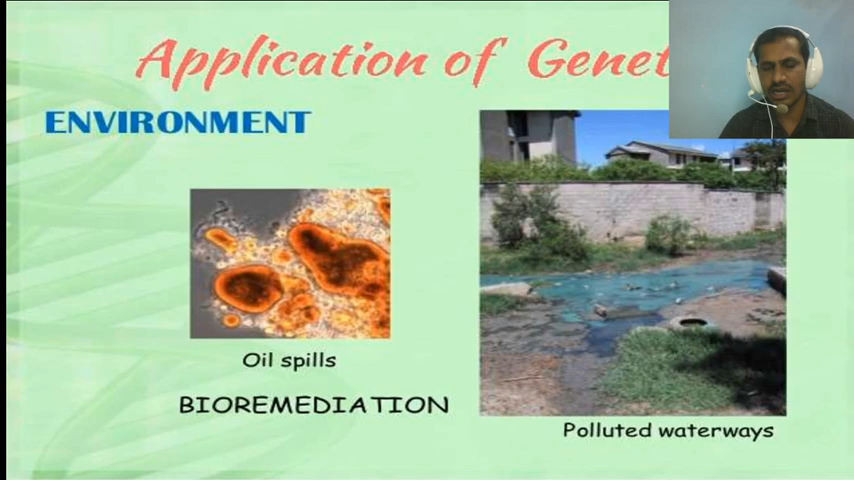 Application of Genet
ENVIRONMENT
Oil spills
BIOREMEDIATION
Polluted waterways